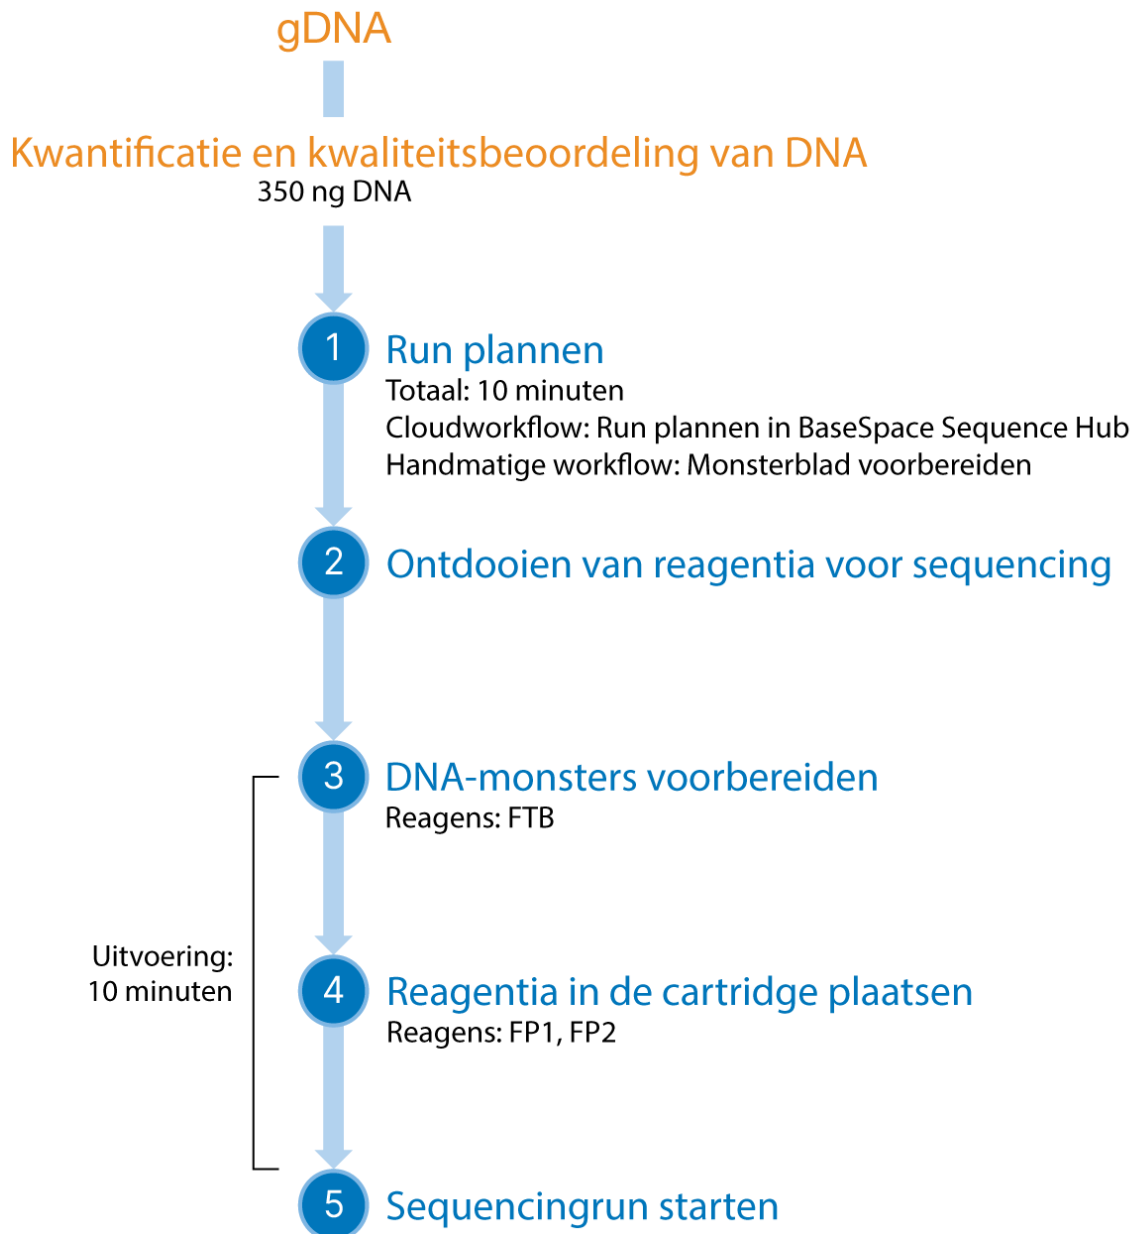 gDNA
Kwantificatie en kwaliteitsbeoordeling van DNA
350 ng DNA
1 Run plannen
Totaal: 10 minuten
Cloudworkflow: Run plannen in BaseSpace Sequence Hub
Handmatige workflow: Monsterblad voorbereiden
2 Ontdooien van reagentia voor sequencing
3 DNA-monsters voorbereiden
Reagens: FTB
Uitvoering:
10 minuten
4 Reagentia in de cartridge plaatsen
Reagens: FP1, FP2
5 Sequencingrun starten